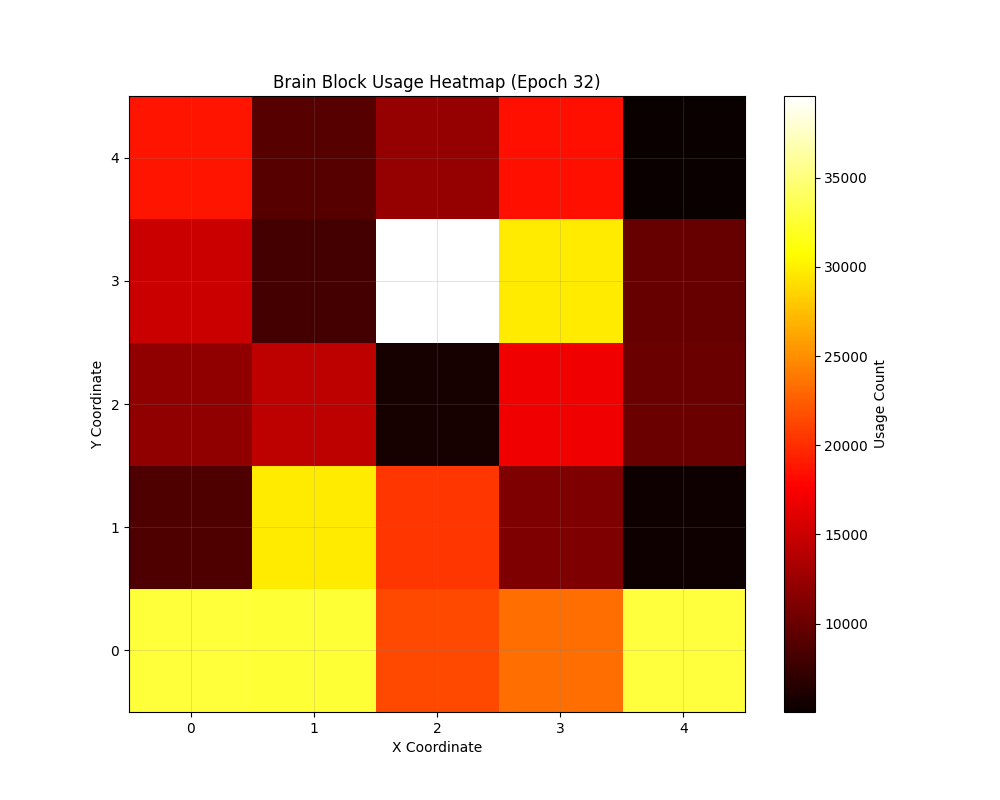 Brain Block Usage Heatmap (Epoch 32)
4
3
2
1
0
Y Coordinate
0 1 2 3 4
X Coordinate
35000
30000
25000
20000
15000
10000
Usage Count